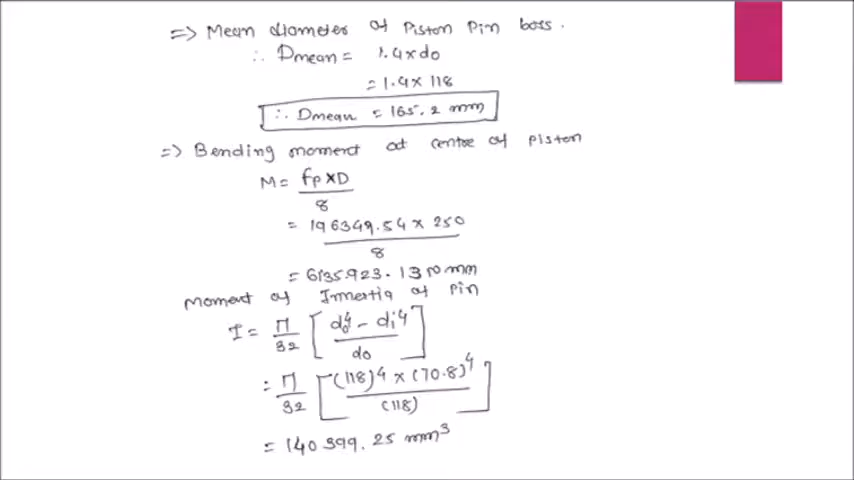 => Mean diameter of Piston Pin boss.
∴ Dmean = 1.4xdo
= 1.4 x 118
∴ Dmean = 165.2 mm
=> Bending moment at centre of piston
M = fp x D / 8
= 196349.54 x 250 / 8
= 6135923.13 N mm
Moment of Inertia of Pin
I = π/32 [do⁴ - di⁴ / do]
= π/32 [(118)⁴ x (70.8)⁴ / (118)]
= 140399.25 mm³